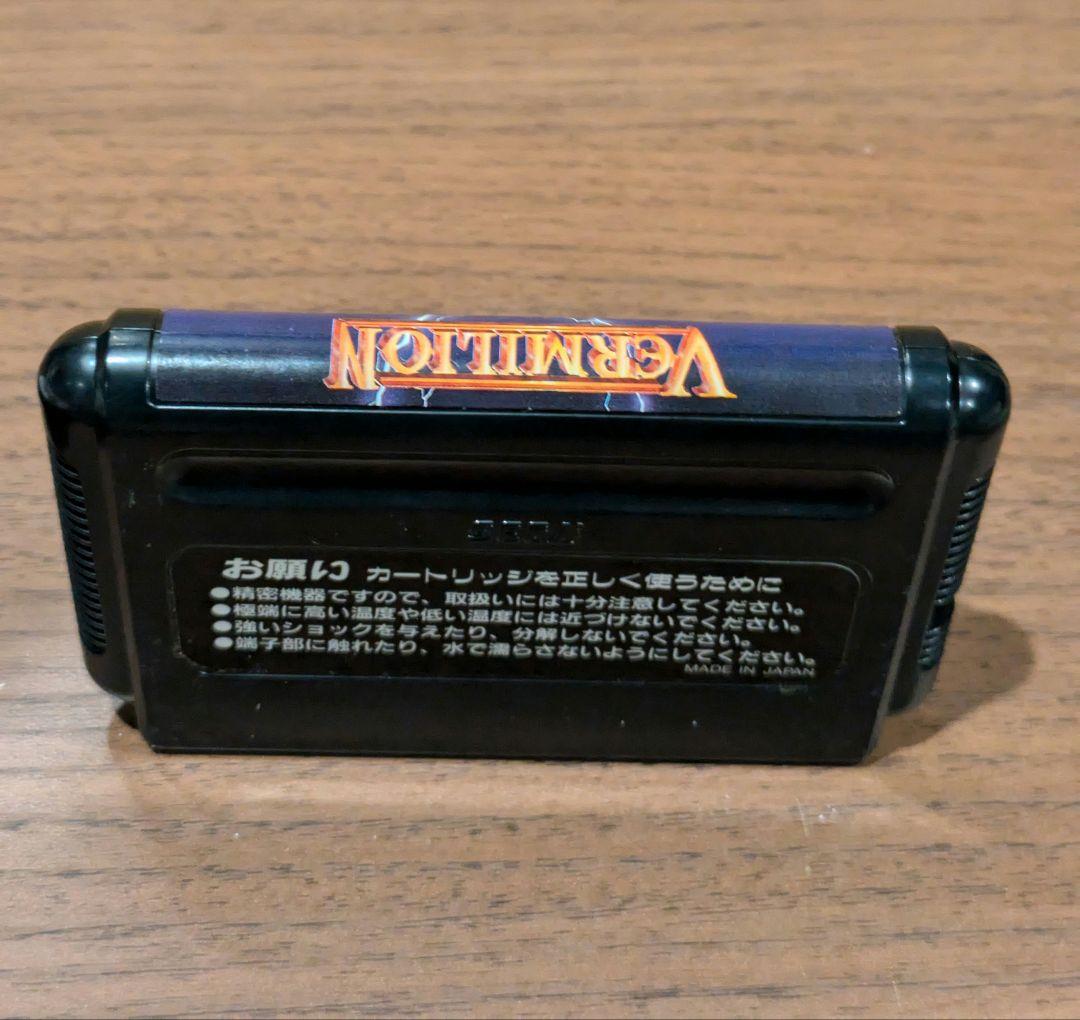 VERMILION
SEGA
お願い カートリッジを正しく使うために
●精密機器ですので、取扱いには十分注意してください。
●極端に高い温度や低い温度には近づけないでください。
●強いショックを与えたり、分解しないでください。
●端子部に触れたり、水で濡らさないようにしてください。
MADE IN JAPAN